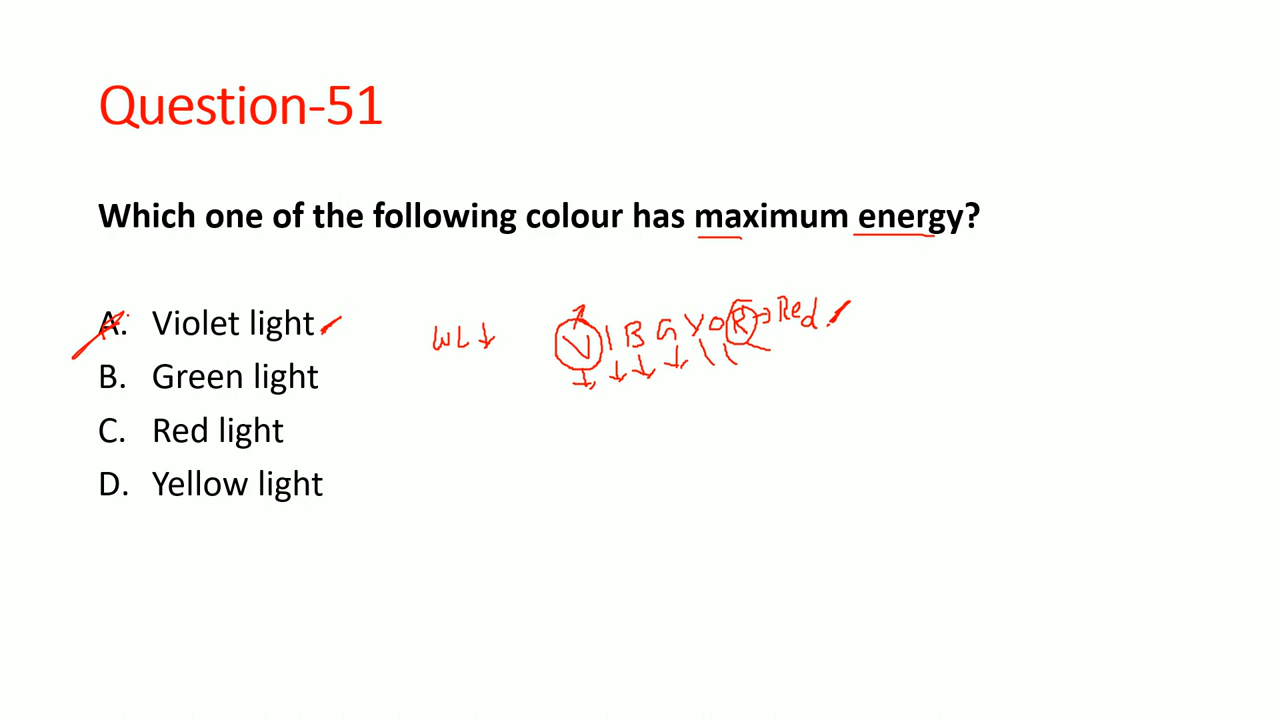 Question-51
Which one of the following colour has maximum energy?
A. Violet light
WL↓
V I B G Y O R → Red
B. Green light
C. Red light
D. Yellow light